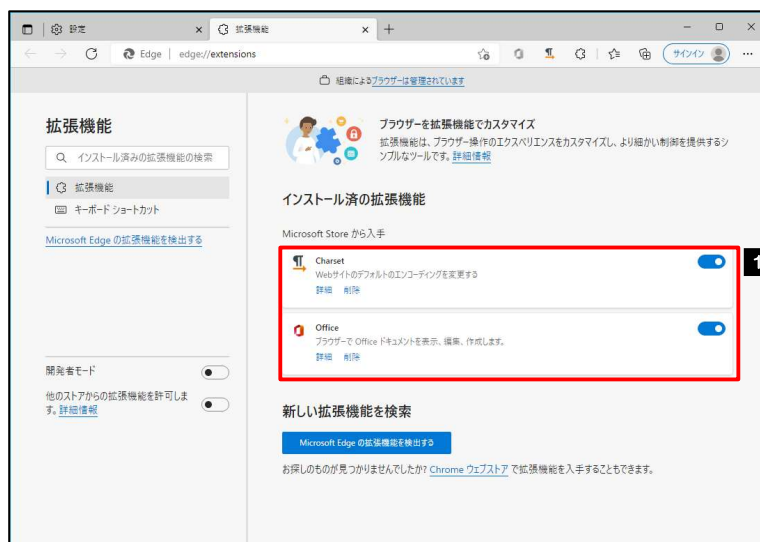 設定
拡張機能
Edge
edge://extensions
サインイン
組織によるブラウザーは管理されています
拡張機能
インストール済みの拡張機能の検索
拡張機能
キーボード ショートカット
Microsoft Edge の拡張機能を検出する
開発者モード
他のストアからの拡張機能を許可しま
す。詳細情報
ブラウザーを拡張機能でカスタマイズ
拡張機能は、ブラウザー操作のエクスペリエンスをカスタマイズし、より細かい制御を提供するシ
ンプルなツールです。詳細情報
インストール済の拡張機能
Microsoft Store から入手
Charset
Webサイトのデフォルトのエンコーディングを変更する
詳細 削除
1
Office
ブラウザーで Office ドキュメントを表示、編集、作成します。
詳細 削除
新しい拡張機能を検索
Microsoft Edge の拡張機能を検出する
お探しのものが見つかりませんでしたか? Chrome ウェブストア で拡張機能を入手することもできます。